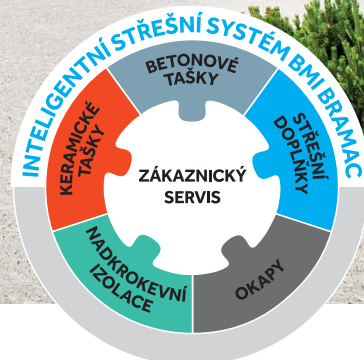 INTELIGENTNÍ STŘEŠNÍ SYSTÉM BMI BRAMAC
BETONOVÉ
TAŠKY
KERAMICKÉ
TAŠKY
STŘEŠNÍ
DOPLŇKY
ZÁKAZNICKÝ
SERVIS
NADKROKEVNÍ
IZOLACE
OKAPY